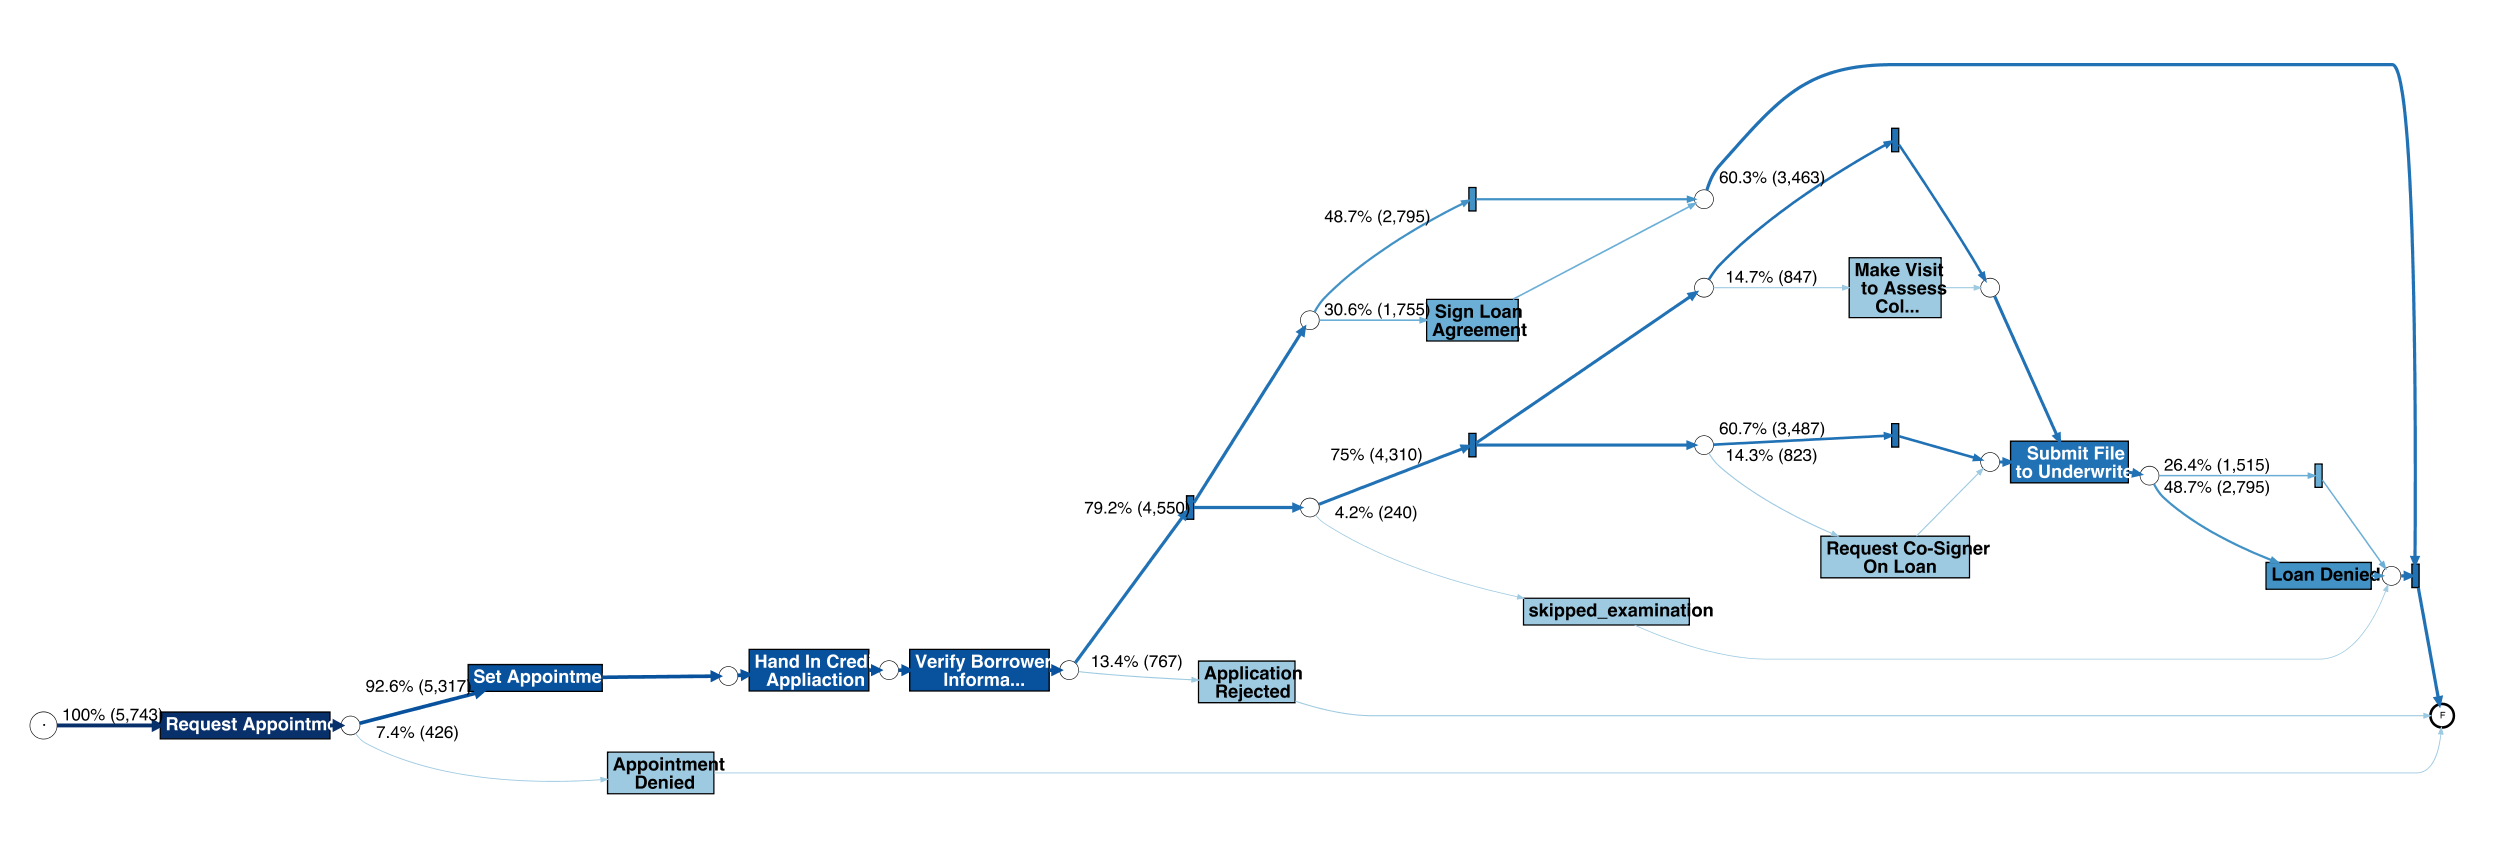 60.3% (3,463)
48.7% (2,795)
14.7% (847)
Make Visit
to Assess
Col...
30.6% (1,755)
Sign Loan
Agreement
60.7% (3,487)
14.3% (823)
75% (4,310)
Submit File
to Underwrite
26.4% (1,515)
48.7% (2,795)
79.2% (4,550)
4.2% (240)
Request Co-Signer
On Loan
Loan Denied
skipped_examination
13.4% (767)
Application
Rejected
Hand In Cred
Appliaction
Verify Borrower
Informa...
92.6% (5,317)
Set Appointme
100% (5,743)
Request Appointme
7.4% (426)
F
Appointment
Denied